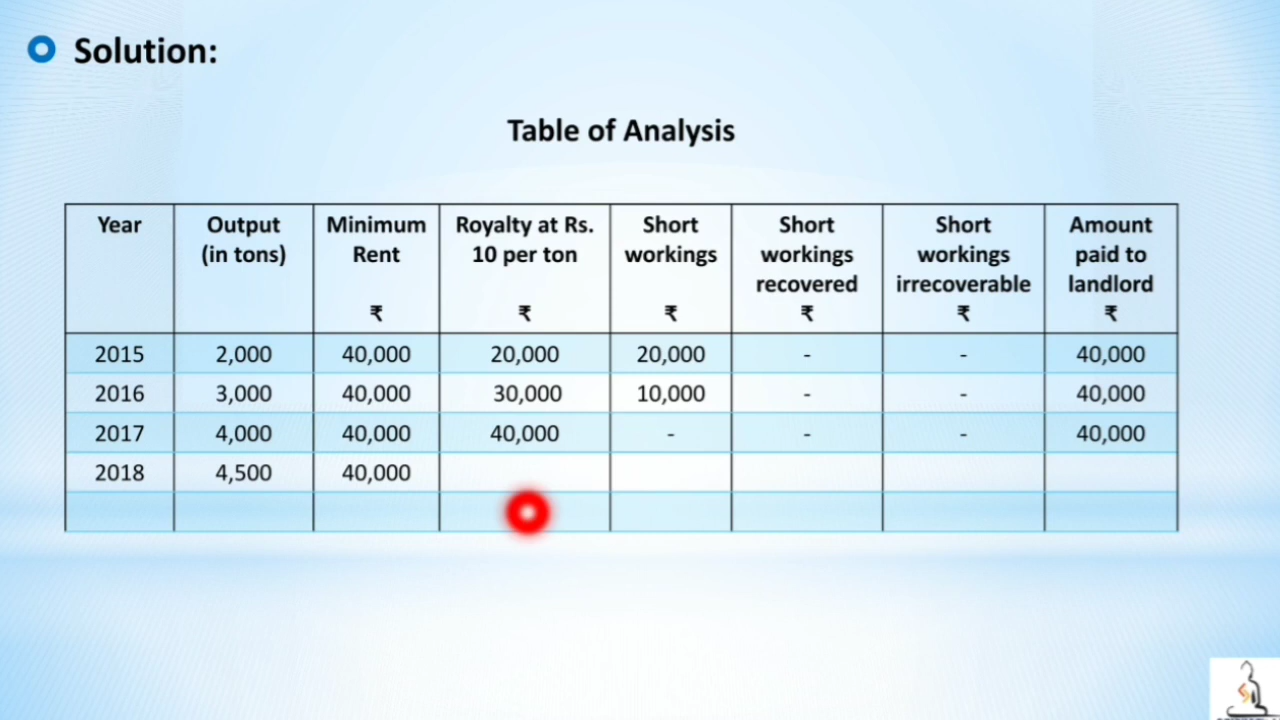 Solution:
Table of Analysis
Year Output Minimum Royalty at Rs. Short Short Short Amount
(in tons) Rent 10 per ton workings workings workings paid to
recovered irrecoverable landlord
₹ ₹ ₹ ₹ ₹ ₹
2015 2,000 40,000 20,000 20,000 - - 40,000
2016 3,000 40,000 30,000 10,000 - - 40,000
2017 4,000 40,000 40,000 - - - 40,000
2018 4,500 40,000